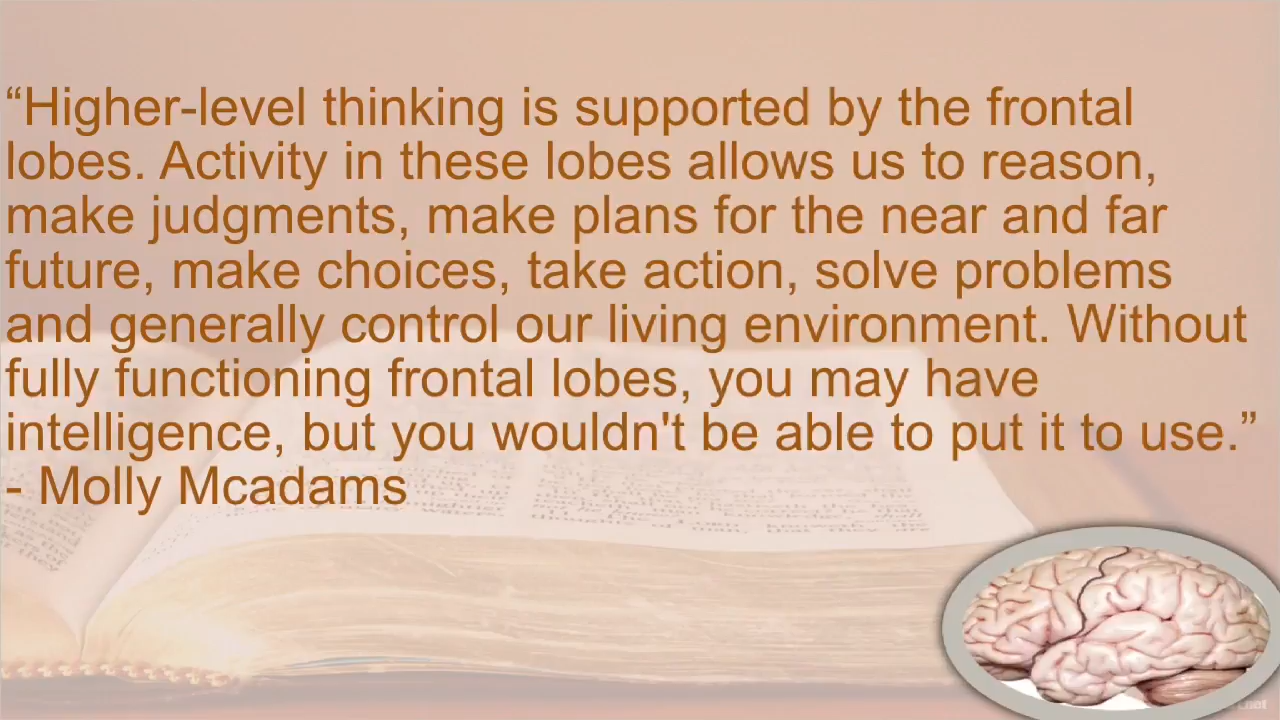 “Higher-level thinking is supported by the frontal
lobes. Activity in these lobes allows us to reason,
make judgments, make plans for the near and far
future, make choices, take action, solve problems
and generally control our living environment. Without
fully functioning frontal lobes, you may have
intelligence, but you wouldn't be able to put it to use.”
- Molly Mcadams